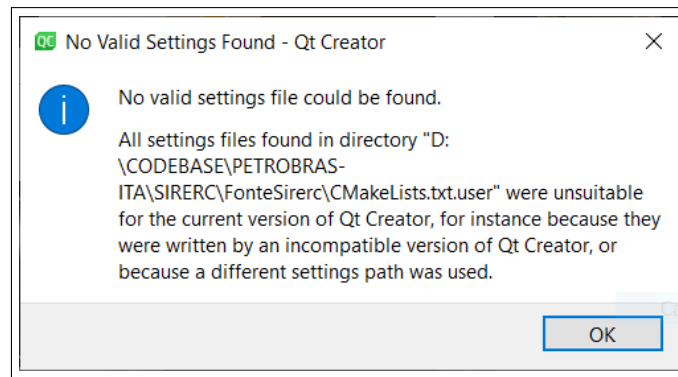 QC No Valid Settings Found - Qt Creator
No valid settings file could be found.
All settings files found in directory "D:
\CODEBASE\PETROBRAS-
ITA\SIRERC\FonteSirerc\CMakeLists.txt.user" were unsuitable
for the current version of Qt Creator, for instance because they
were written by an incompatible version of Qt Creator, or
because a different settings path was used.
OK